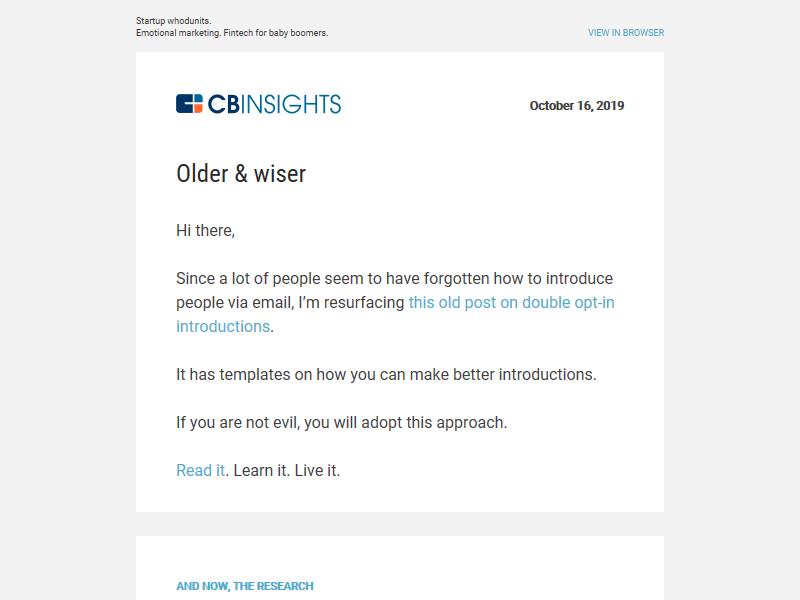 Startup whodunits.
Emotional marketing. Fintech for baby boomers.
VIEW IN BROWSER
CBINSIGHTS
October 16, 2019
Older & wiser
Hi there,
Since a lot of people seem to have forgotten how to introduce
people via email, I’m resurfacing this old post on double opt-in
introductions.
It has templates on how you can make better introductions.
If you are not evil, you will adopt this approach.
Read it. Learn it. Live it.
AND NOW, THE RESEARCH